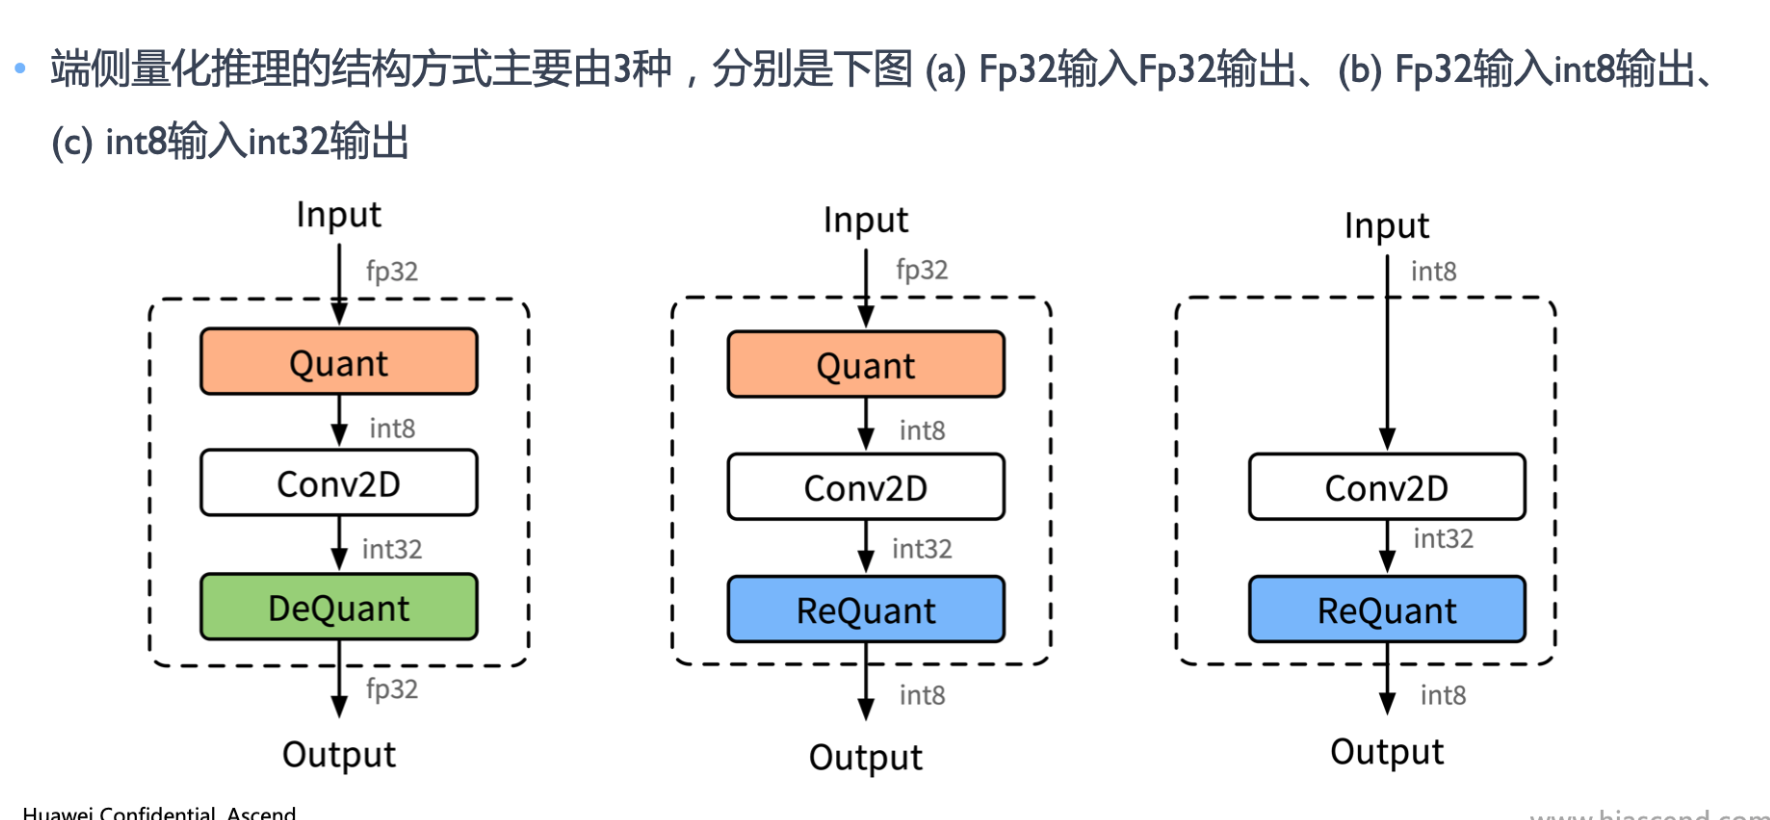 • 端侧量化推理的结构方式主要由3种，分别是下图 (a) Fp32输入Fp32输出、(b) Fp32输入int8输出、
(c) int8输入int32输出
Input
fp32
Quant
int8
Conv2D
int32
DeQuant
fp32
Output
Input
fp32
Quant
int8
Conv2D
int32
ReQuant
int8
Output
Input
int8
Conv2D
int32
ReQuant
int8
Output
Huawei Confidential Ascend
www.hiascend.com